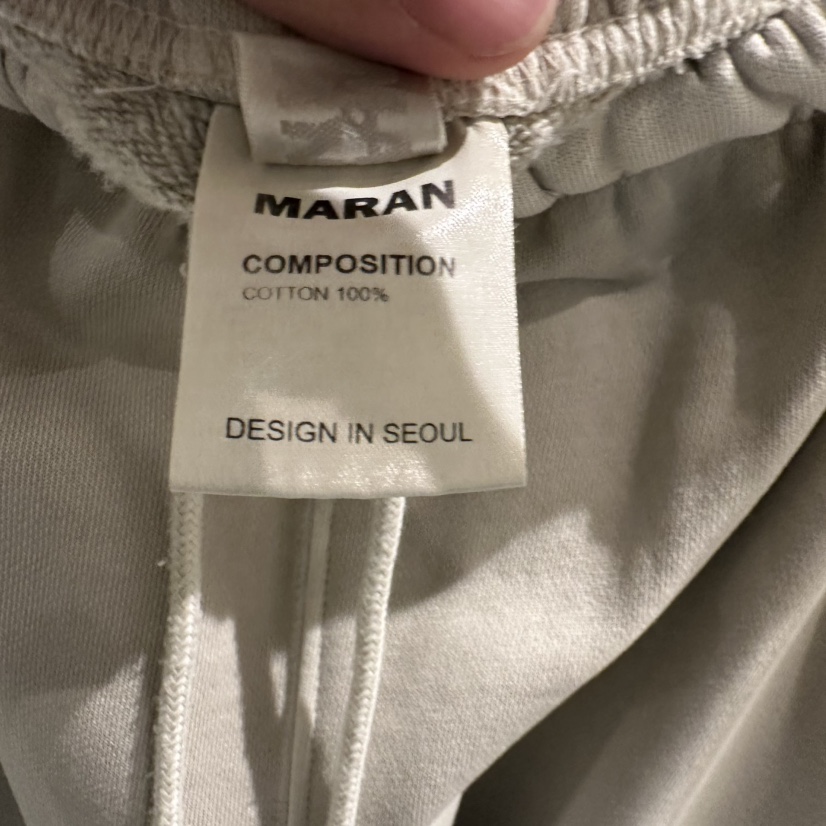 MARAN
COMPOSITION
COTTON 100%
DESIGN IN SEOUL